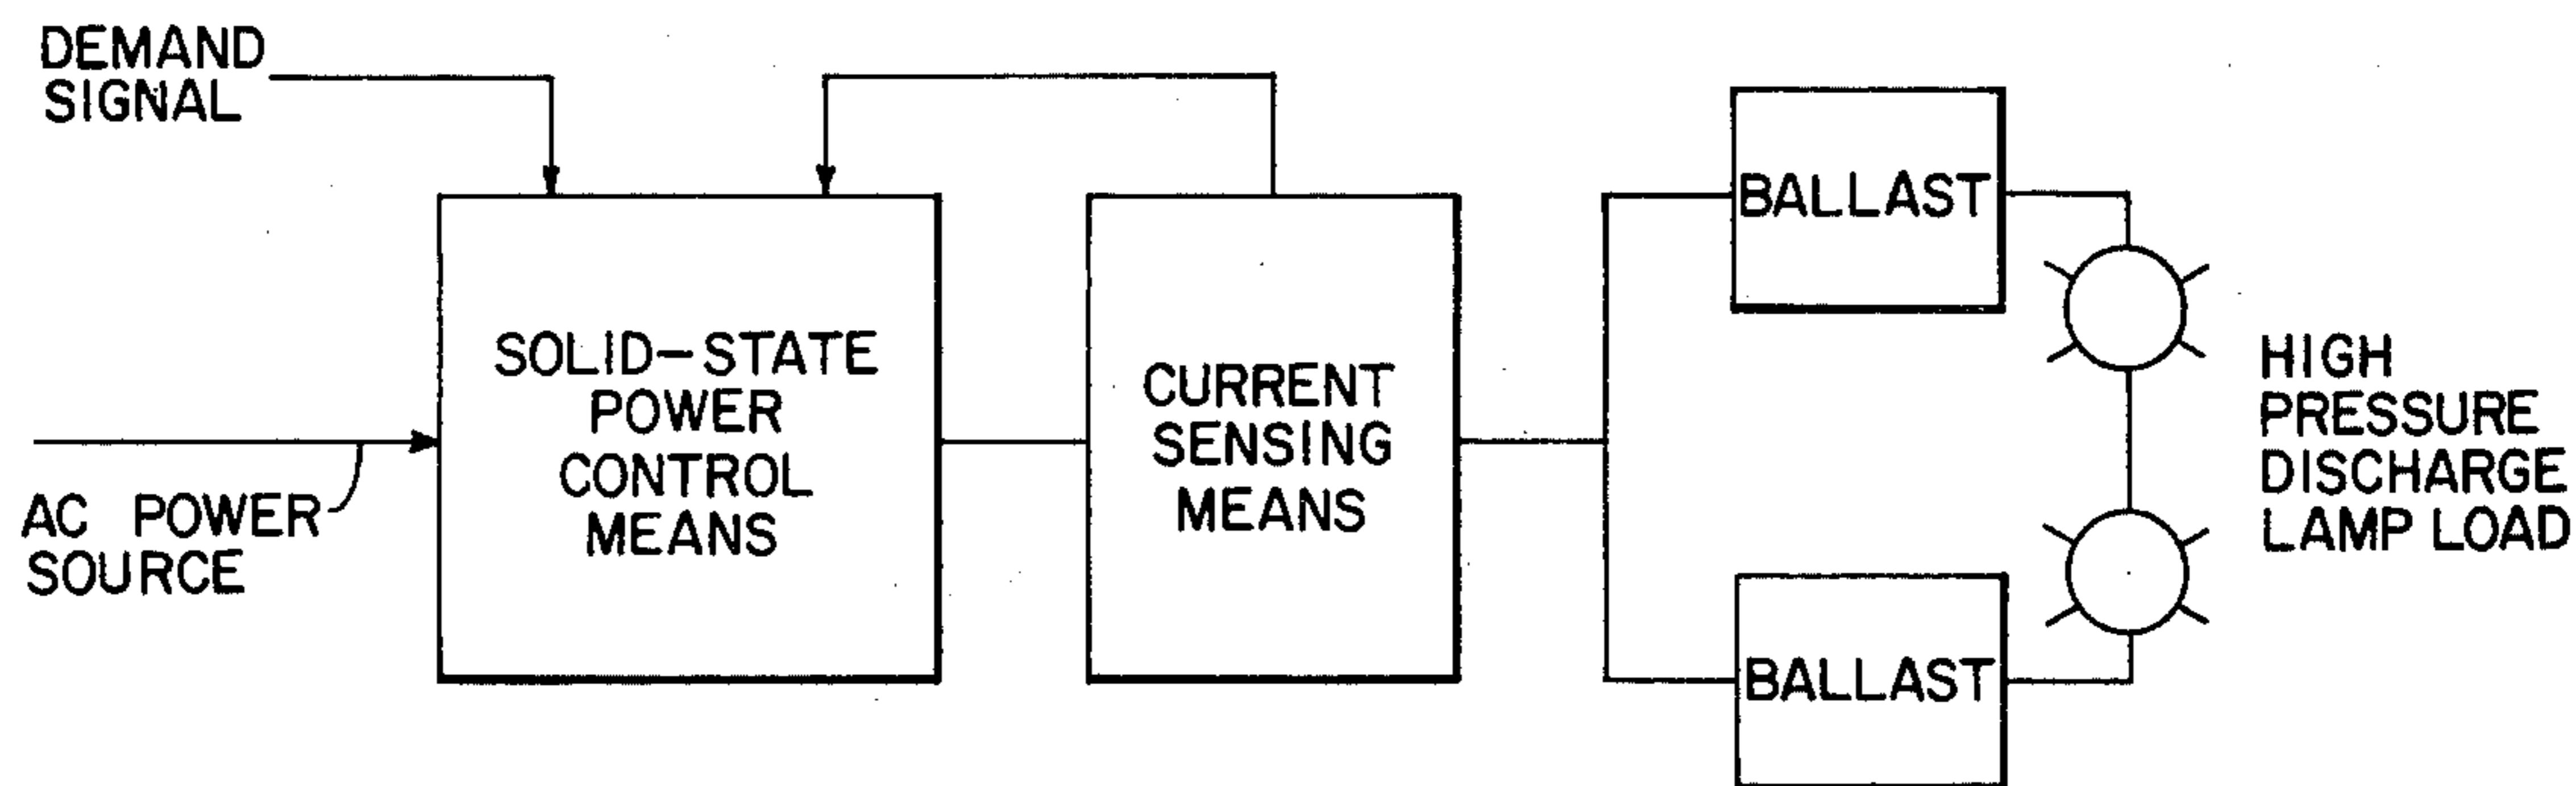 DEMAND
SIGNAL
AC POWER
SOURCE
SOLID-STATE
POWER
CONTROL
MEANS
CURRENT
SENSING
MEANS
BALLAST
BALLAST
HIGH
PRESSURE
DISCHARGE
LAMP LOAD